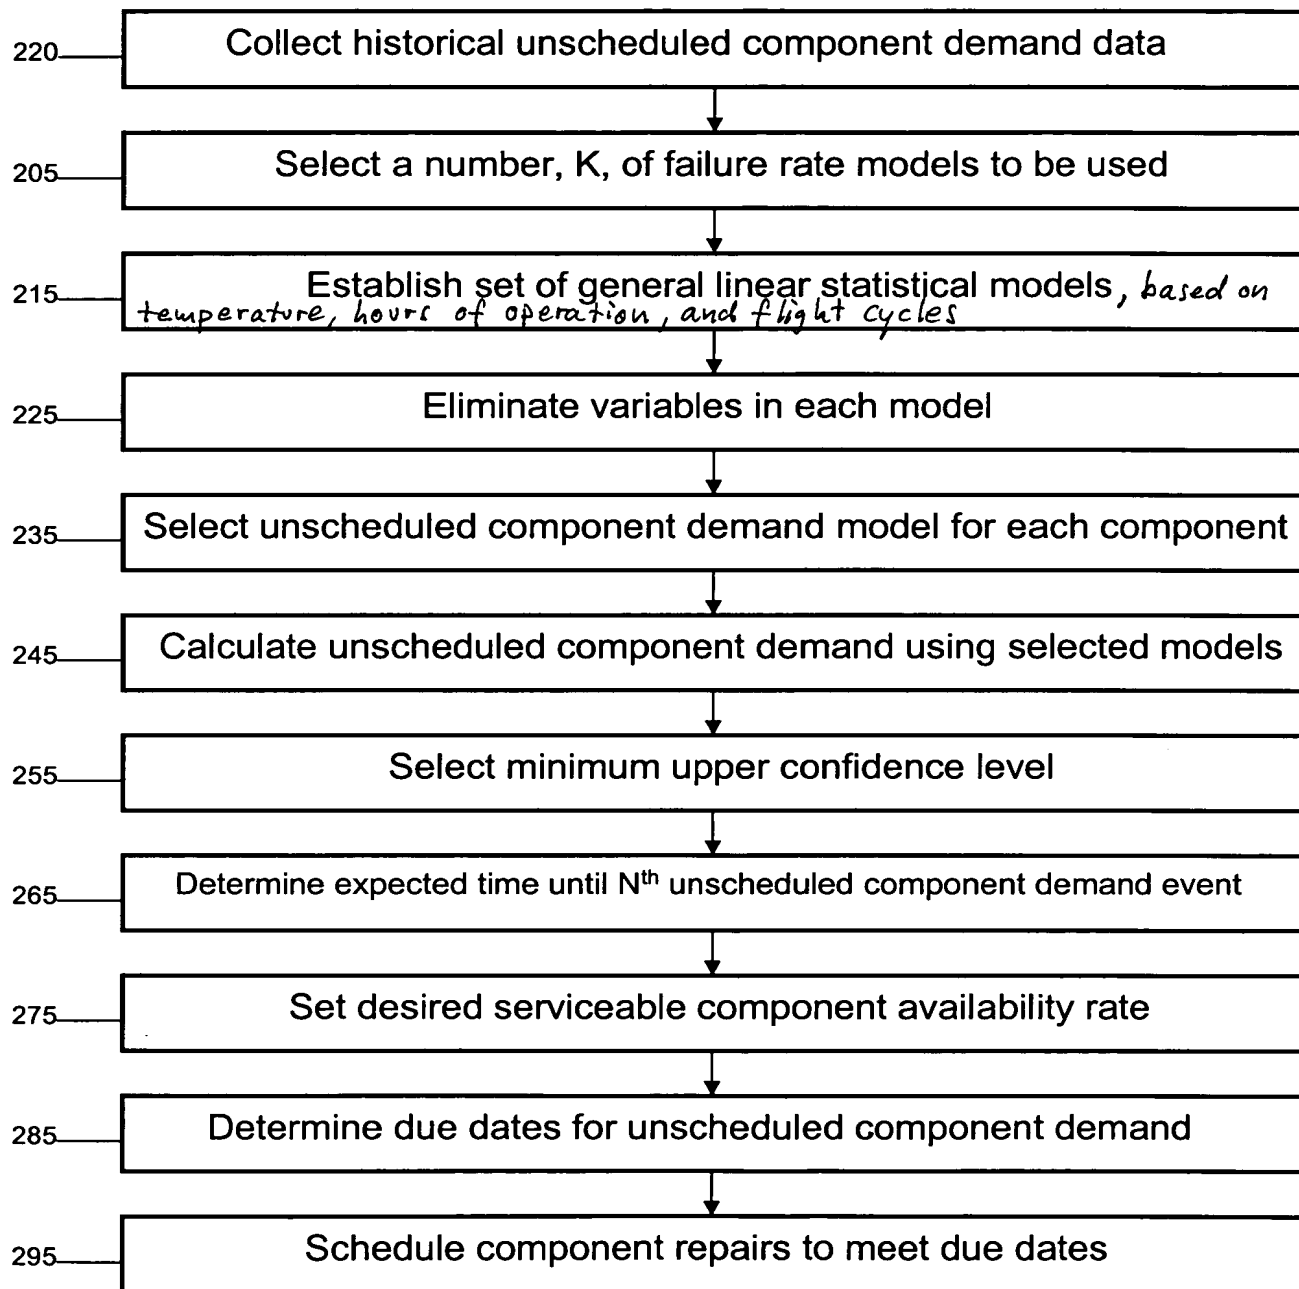 220 Collect historical unscheduled component demand data
205 Select a number, K, of failure rate models to be used
215 Establish set of general linear statistical models, based on
temperature, hours of operation, and flight cycles
225 Eliminate variables in each model
235 Select unscheduled component demand model for each component
245 Calculate unscheduled component demand using selected models
255 Select minimum upper confidence level
265 Determine expected time until Nth unscheduled component demand event
275 Set desired serviceable component availability rate
285 Determine due dates for unscheduled component demand
295 Schedule component repairs to meet due dates